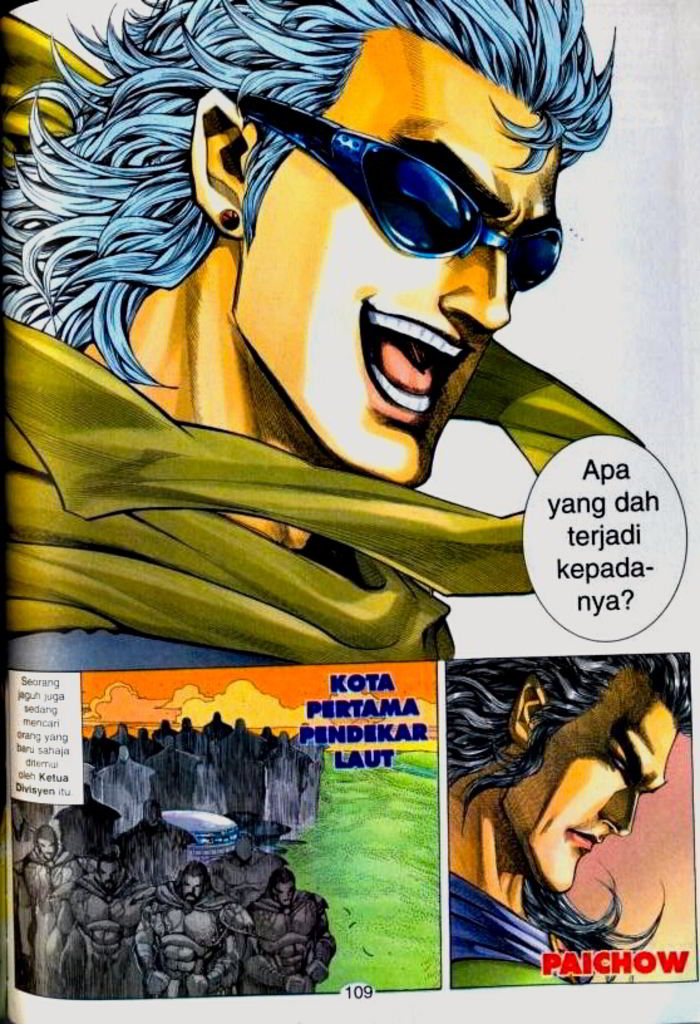 Apa
yang dah
terjadi
kepada-
nya?
Seorang
jaguh juga
sedang
mencari
orang yang
baru sahaja
ditemui
oleh Ketua
Divisyen itu.
KOTA
PERTAMA
PENDEKAR
LAUT
PAICHOW
109